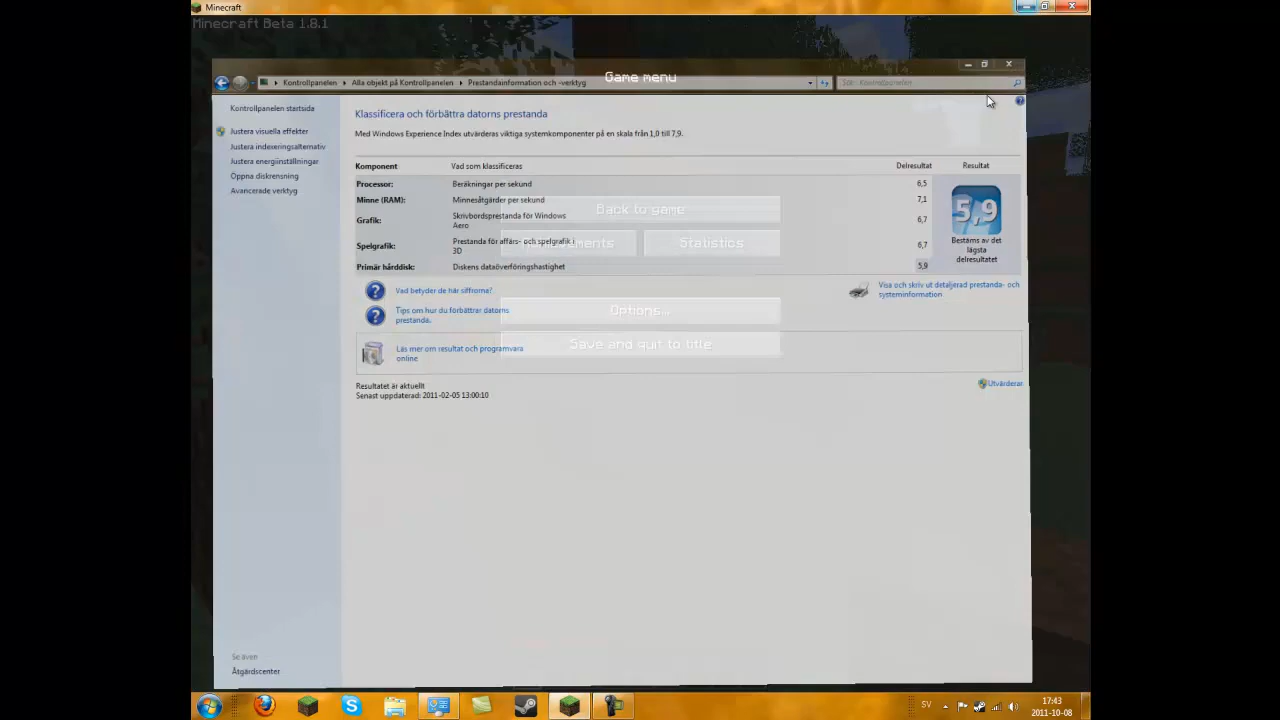 Minecraft
Minecraft Beta 1.8.1
Game menu
Kontrollpanelen
Alla objekt på Kontrollpanelen
Prestandainformation och -verktyg
Sök i Kontrollpanelen
Kontrollpanelen startsida
Justera visuella effekter
Justera indexeringsalternativ
Justera energiinställningar
Öppna diskrensning
Avancerade verktyg
Klassificera och förbättra datorns prestanda
Med Windows Experience Index utvärderas viktiga systemkomponenter på en skala från 1,0 till 7,9.
Komponent Vad som klassificeras Delresultat Resultat
Processor: Beräkningar per sekund 6,5
Minne (RAM): Minnesåtgärder per sekund 7,1
Grafik: Skrivbordsprestanda för Windows
Aero 6,7
Spelgrafik: Prestanda för affärs- och spelgrafik i
3D 6,7
Primär hårddisk: Diskens dataöverföringshastighet 5,9
5,9
Bestäms av det
lägsta
delresultatet
Back to game
Statistics
Options...
Save and quit to title
Vad betyder de här siffrorna?
Tips om hur du förbättrar datorns
prestanda.
Visa och skriv ut detaljerad prestanda- och
systeminformation
Läs mer om resultat och programvara
online
Resultatet är aktuellt
Senast uppdaterad: 2011-02-05 13:00:10
Utvärdera
Se även
Åtgärdscenter
SV
17:43
2011-10-08